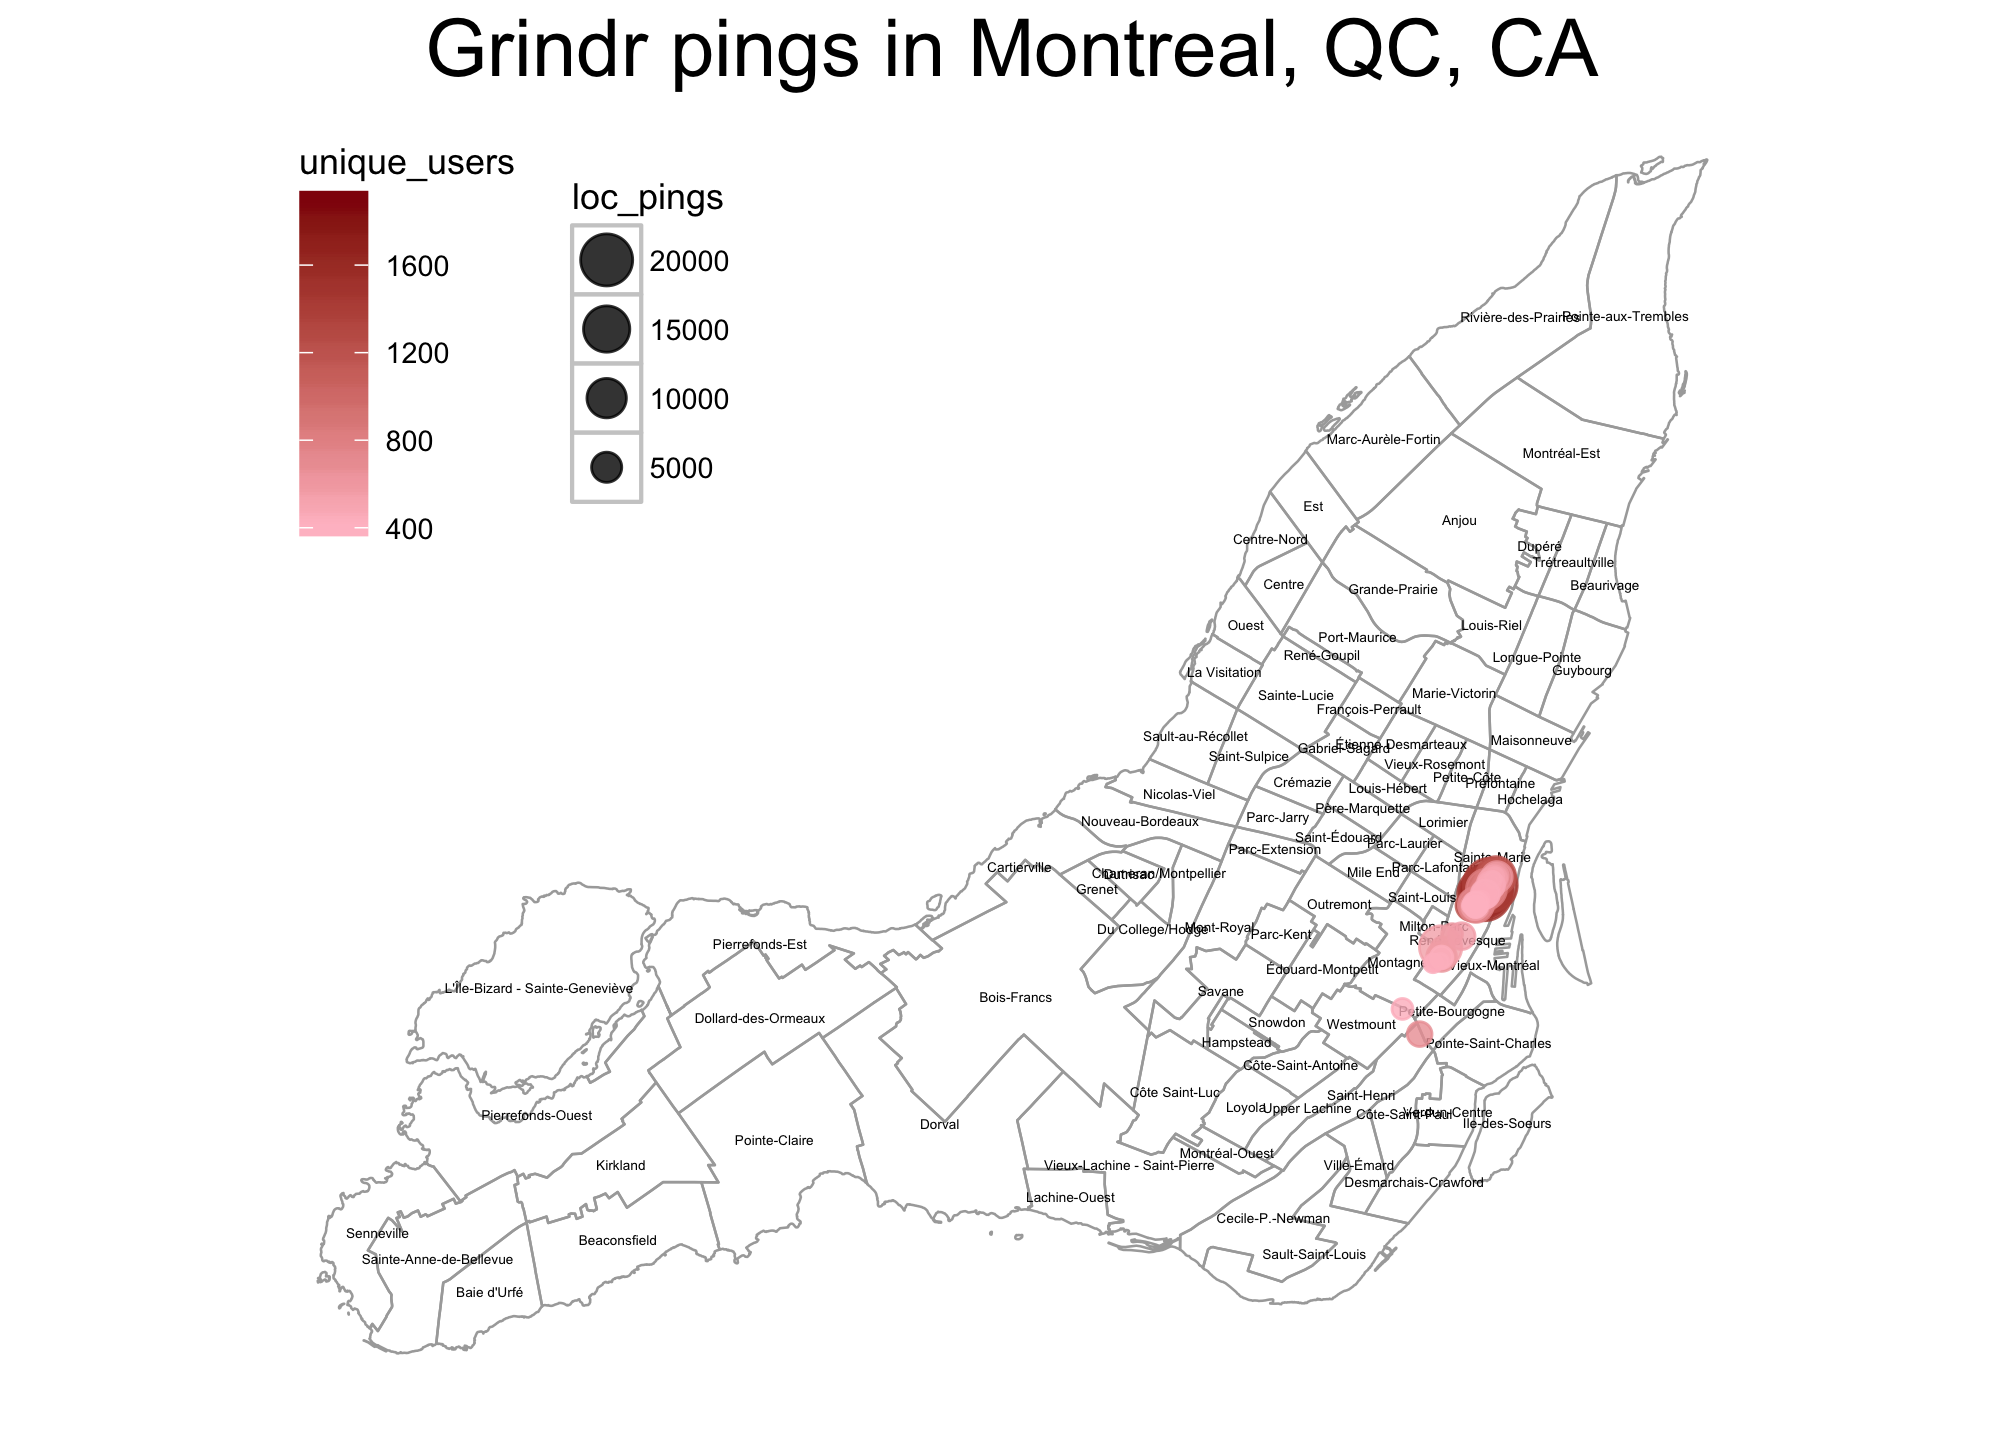 Grindr pings in Montreal, QC, CA
unique_users
1600
1200
800
400
loc_pings
20000
15000
10000
5000
Rivière-des-Prairies
Pointe-aux-Trembles
Marc-Aurèle-Fortin
Montréal-Est
Est
Anjou
Centre-Nord
Dupéré
Trétreaultville
Centre
Grande-Prairie
Beaurivage
Ouest
Louis-Riel
Port-Maurice
René-Goupil
Longue-Pointe
La Visitation
Guybourg
Sainte-Lucie
Marie-Victorin
François-Perrault
Sault-au-Récollet
Maisonneuve
Saint-Sulpice
Gabriel-Sagard
Étienne-Desmarteaux
Vieux-Rosemont
Petite-Côte
Crémazie
Préfontaine
Louis-Hébert
Nicolas-Viel
Hochelaga
Père-Marquette
Parc-Jarry
Nouveau-Bordeaux
Lorimier
Saint-Édouard
Parc-Laurier
Parc-Extension
Sainte-Marie
Cartierville
Parc-Lafonta
Mile End
/Montpellier
Grenet
Saint-Louis
Outremont
Milton-Parc
Du College/Hodge
Mont-Royal
Parc-Kent
Pierrefonds-Est
Montagne
Vieux-Montréal
Édouard-Montpetit
L'Île-Bizard - Sainte-Geneviève
Savane
Bois-Francs
Petite-Bourgogne
Dollard-des-Ormeaux
Snowdon
Westmount
Hampstead
Pointe-Saint-Charles
Côte-Saint-Antoine
Côte Saint-Luc
Saint-Henri
Loyola
Upper Lachine
Côte-Saint-Paul
Verdun-Centre
Pierrefonds-Ouest
Île-des-Soeurs
Dorval
Pointe-Claire
Montréal-Ouest
Kirkland
Vieux-Lachine - Saint-Pierre
Ville-Émard
Desmarchais-Crawford
Lachine-Ouest
Cecile-P.-Newman
Senneville
Beaconsfield
Sainte-Anne-de-Bellevue
Sault-Saint-Louis
Baie d'Urfé